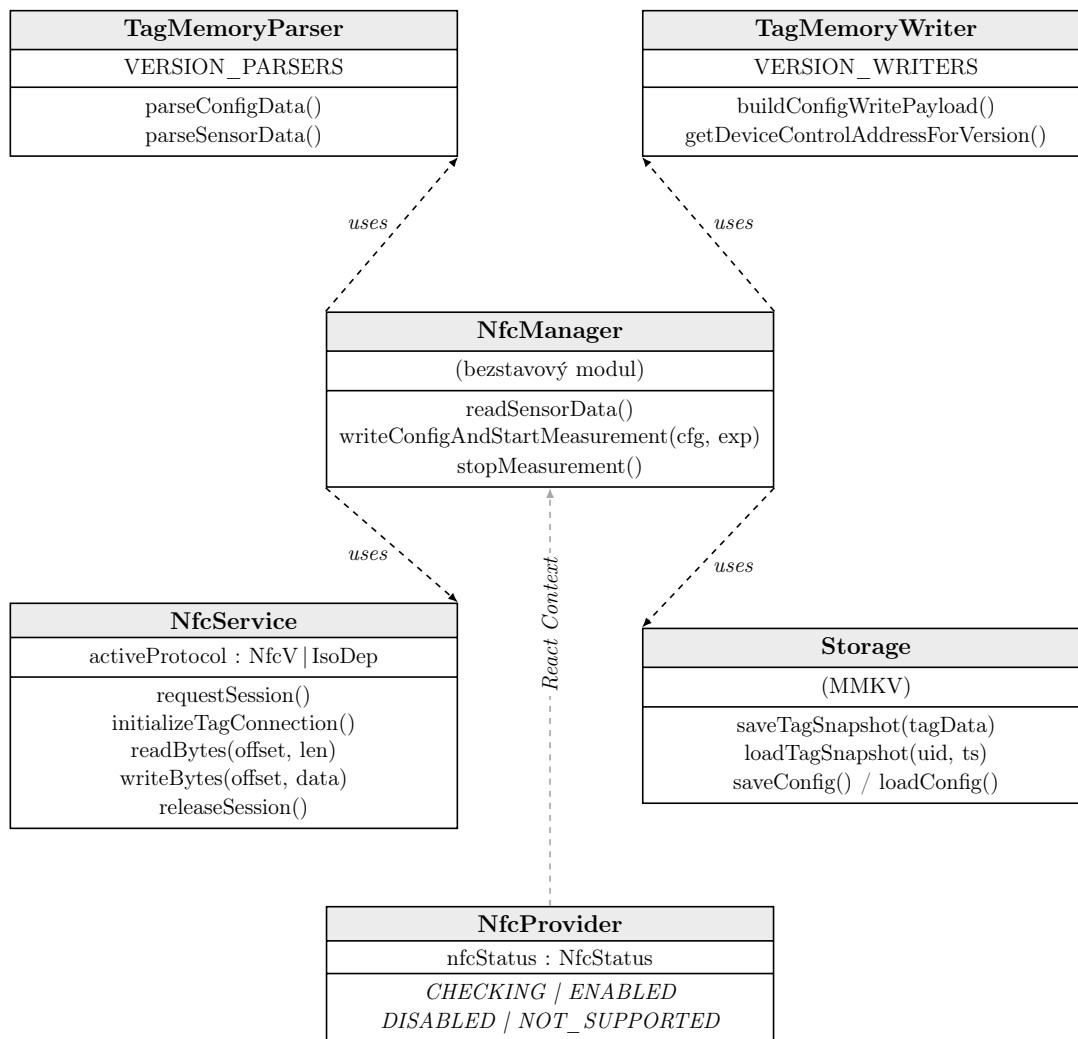 TagMemoryParser
VERSION_PARSERS
parseConfigData()
parseSensorData()
TagMemoryWriter
VERSION_WRITERS
buildConfigWritePayload()
getDeviceControlAddressForVersion()
uses
uses
NfcManager
(bezstavový modul)
readSensorData()
writeConfigAndStartMeasurement(cfg, exp)
stopMeasurement()
uses
uses
React Context
NfcService
activeProtocol : NfcV | IsoDep
requestSession()
initializeTagConnection()
readBytes(offset, len)
writeBytes(offset, data)
releaseSession()
Storage
(MMKV)
saveTagSnapshot(tagData)
loadTagSnapshot(uid, ts)
saveConfig() / loadConfig()
NfcProvider
nfcStatus : NfcStatus
CHECKING | ENABLED
DISABLED | NOT_SUPPORTED